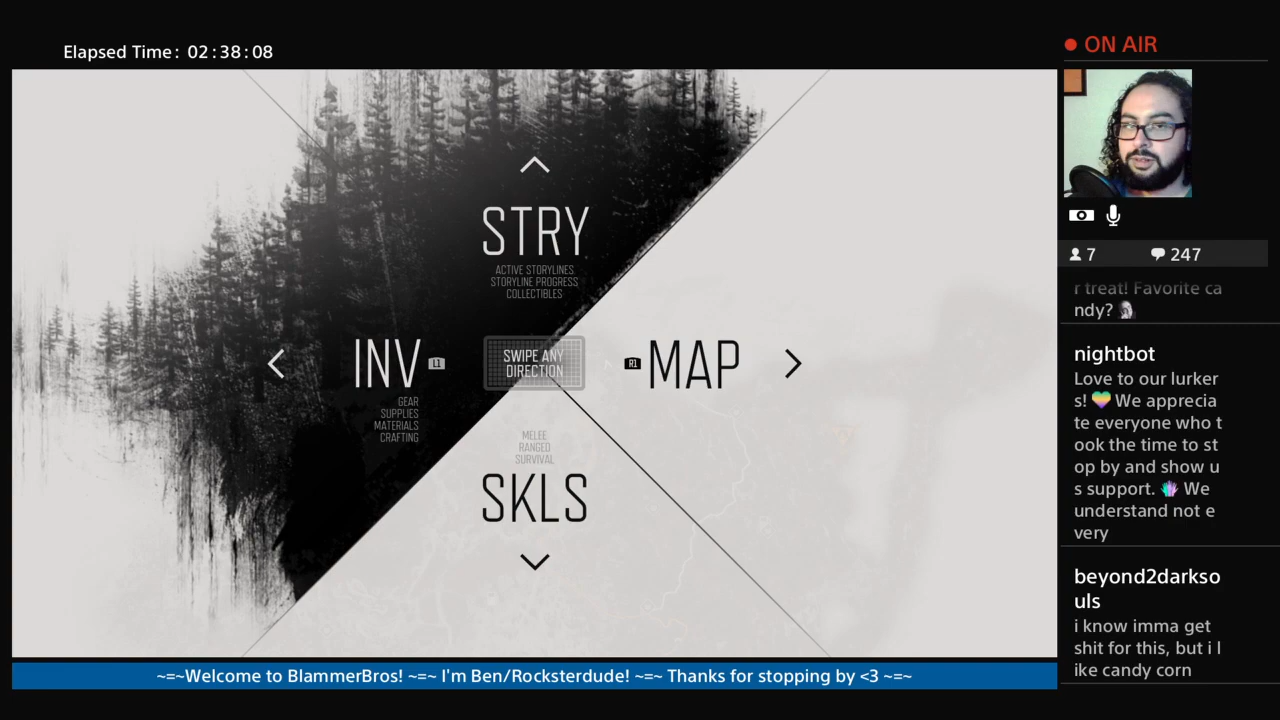 Elapsed Time: 02:38:08
ON AIR
STRY
ACTIVE STORYLINES
STORYLINE PROGRESS
COLLECTIBLES
INV L1
GEAR
SUPPLIES
MATERIALS
CRAFTING
SWIPE ANY
DIRECTION
R1 MAP
MELEE
RANGED
SURVIVAL
SKLS
7 247
r treat! Favorite ca
ndy?
nightbot
Love to our lurker
s! We apprecia
te everyone who t
ook the time to st
op by and show u
s support. We
understand not e
very
beyond2darkso
uls
i know imma get
shit for this, but i l
ike candy corn
~=~Welcome to BlammerBros! ~=~ I'm Ben/Rocksterdude! ~=~ Thanks for stopping by <3 ~=~